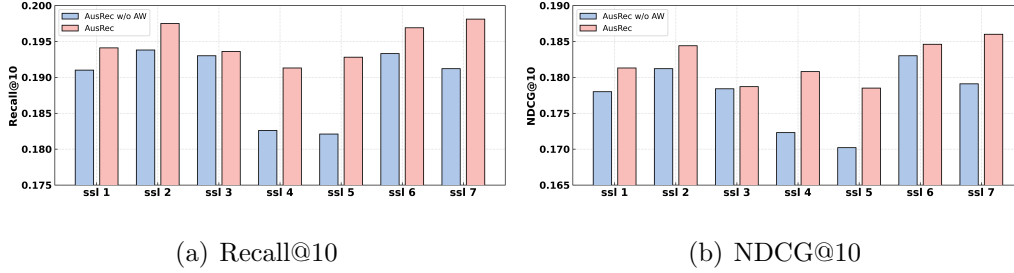 AusRec w/o AW
AusRec
Recall@10
0.200
0.195
0.190
0.185
0.180
0.175
ssl 1 ssl 2 ssl 3 ssl 4 ssl 5 ssl 6 ssl 7
(a) Recall@10
AusRec w/o AW
AusRec
NDCG@10
0.190
0.185
0.180
0.175
0.170
0.165
ssl 1 ssl 2 ssl 3 ssl 4 ssl 5 ssl 6 ssl 7
(b) NDCG@10